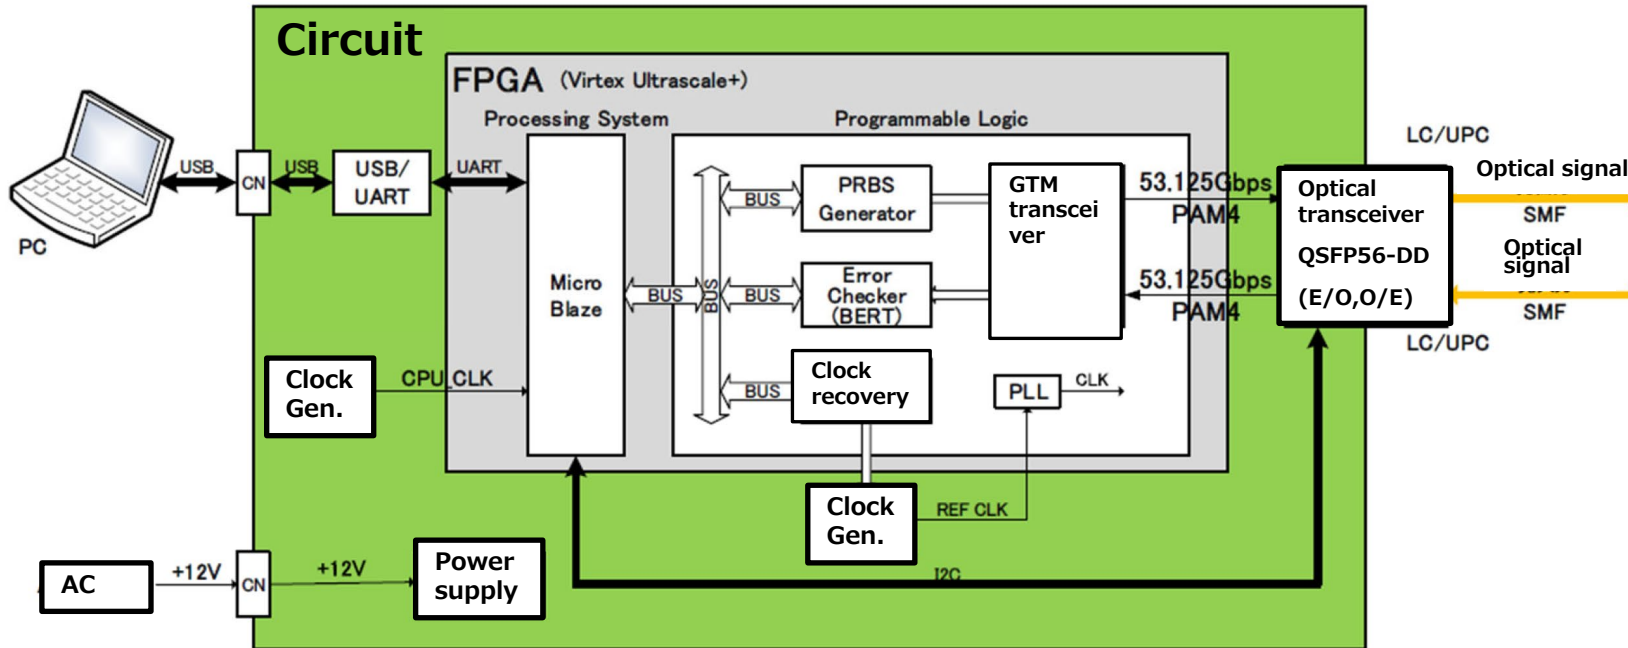 Circuit
FPGA (Virtex Ultrascale+)
Processing System
Programmable Logic
PC
USB
CN
USB
USB/
UART
UART
Micro
Blaze
BUS
BUS
BUS
PRBS
Generator
BUS
Error
Checker
(BERT)
BUS
Clock
recovery
GTM
transcei
ver
PLL
CLK
53.125Gbps
PAM4
53.125Gbps
PAM4
Optical
transceiver
QSFP56-DD
(E/O,O/E)
LC/UPC
Optical signal
SMF
Optical
signal
SMF
LC/UPC
Clock
Gen.
CPU_CLK
Clock
Gen.
REF CLK
I2C
AC
+12V
CN
+12V
Power
supply